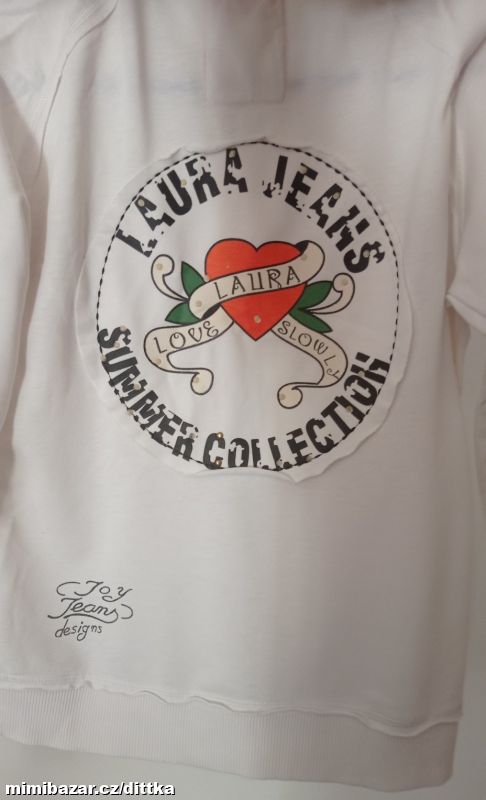 LAURA JEANS
LAURA
LOVE SLOWLY
SUMMER COLLECTION
Joy
Jeans
designs
mimibazar.cz/dittka